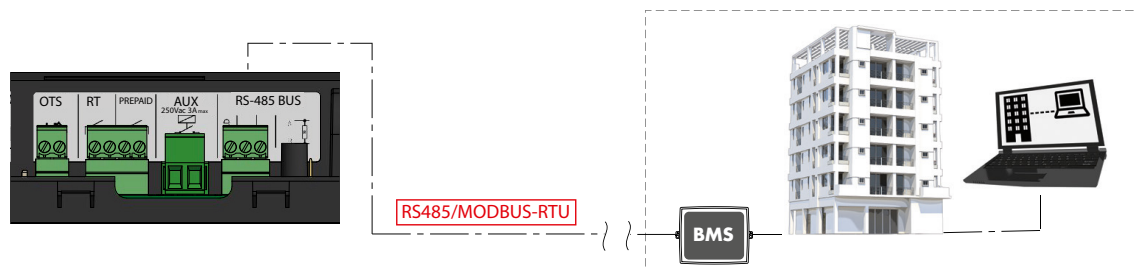 OTS RT PREPAID AUX RS-485 BUS
250Vac 3A max
RS485/MODBUS-RTU
BMS